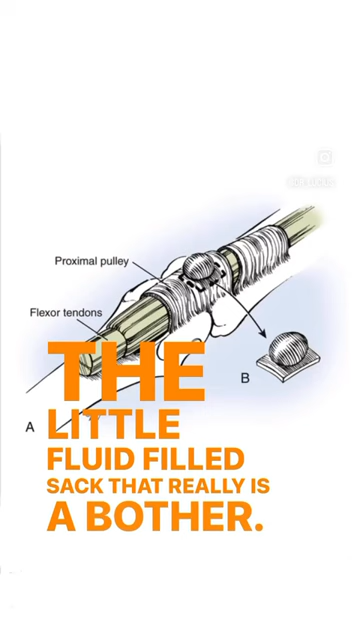 Proximal pulley
Flexor tendons
B
A
THE
LITTLE
FLUID FILLED
SACK THAT REALLY IS
A BOTHER.